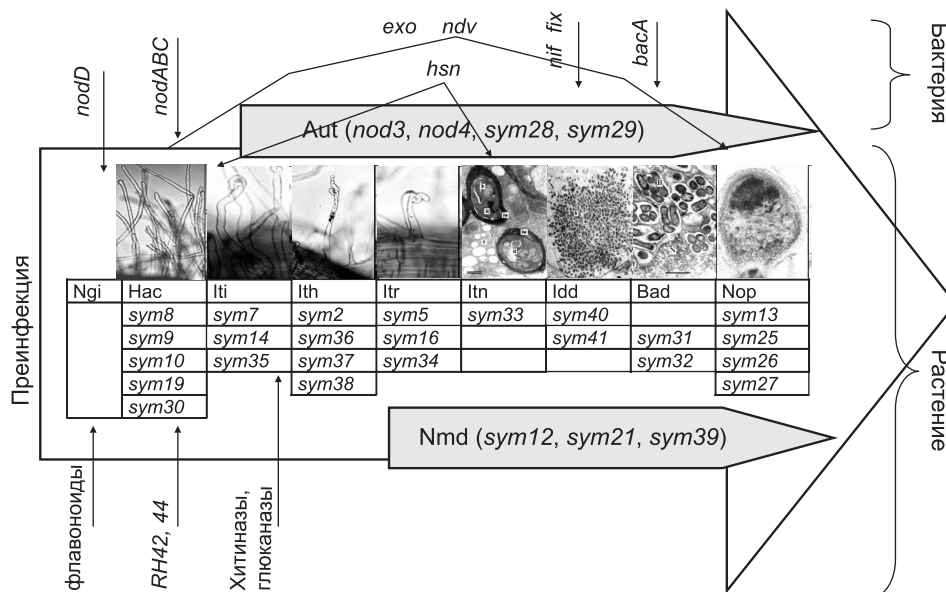 exo ndv
nif fix
bacA
nodD
nodABC
hsn
Бактерия
Aut (nod3, nod4, sym28, sym29)
Преинфекция
Ngi Hac Iti Ith Itr Itn Idd Bad Nop
sym8 sym7 sym2 sym5 sym33 sym40 sym13
sym9 sym14 sym36 sym16 sym41 sym31 sym25
sym10 sym35 sym37 sym34 sym32 sym26
sym19 sym38 sym27
sym30
Растение
Nmd (sym12, sym21, sym39)
флавоноиды
RH42, 44
Хитиназы,
глюканазы